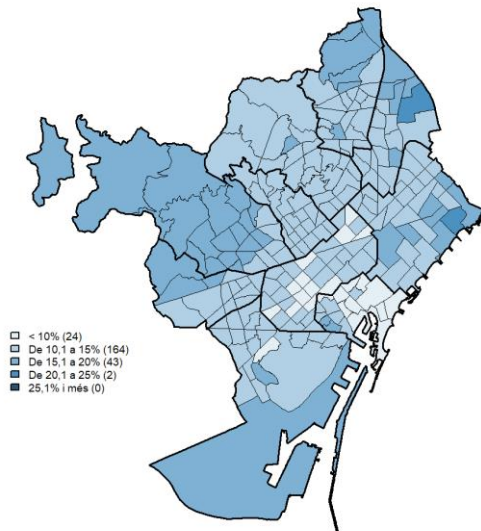 < 10% (24)
De 10,1 a 15% (164)
De 15,1 a 20% (43)
De 20,1 a 25% (2)
25,1% i més (0)